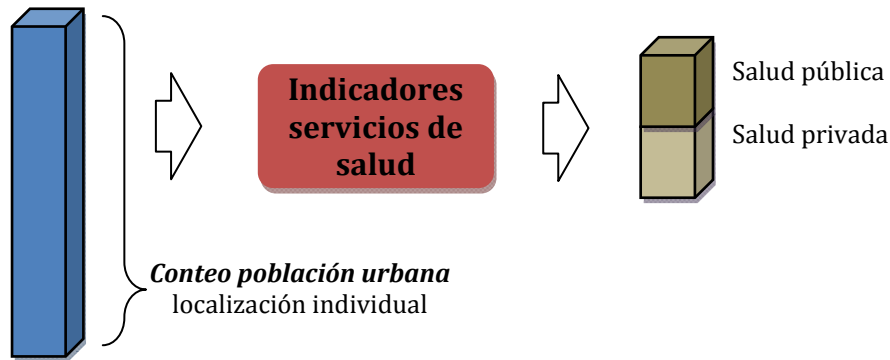 Indicadores
servicios de
salud
Salud pública
Salud privada
Conteo población urbana
localización individual